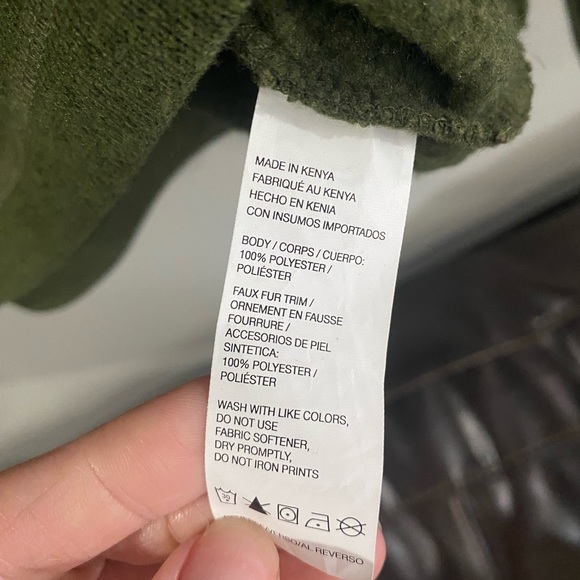 MADE IN KENYA
FABRIQUÉ AU KENYA
HECHO EN KENIA
CON INSUMOS IMPORTADOS
BODY / CORPS / CUERPO:
100% POLYESTER /
POLIÉSTER
FAUX FUR TRIM /
ORNEMENT EN FAUSSE
FOURRURE /
ACCESORIOS DE PIEL
SINTETICA:
100% POLYESTER /
POLIÉSTER
WASH WITH LIKE COLORS,
DO NOT USE
FABRIC SOFTENER,
DRY PROMPTLY,
DO NOT IRON PRINTS
30
REVERSO